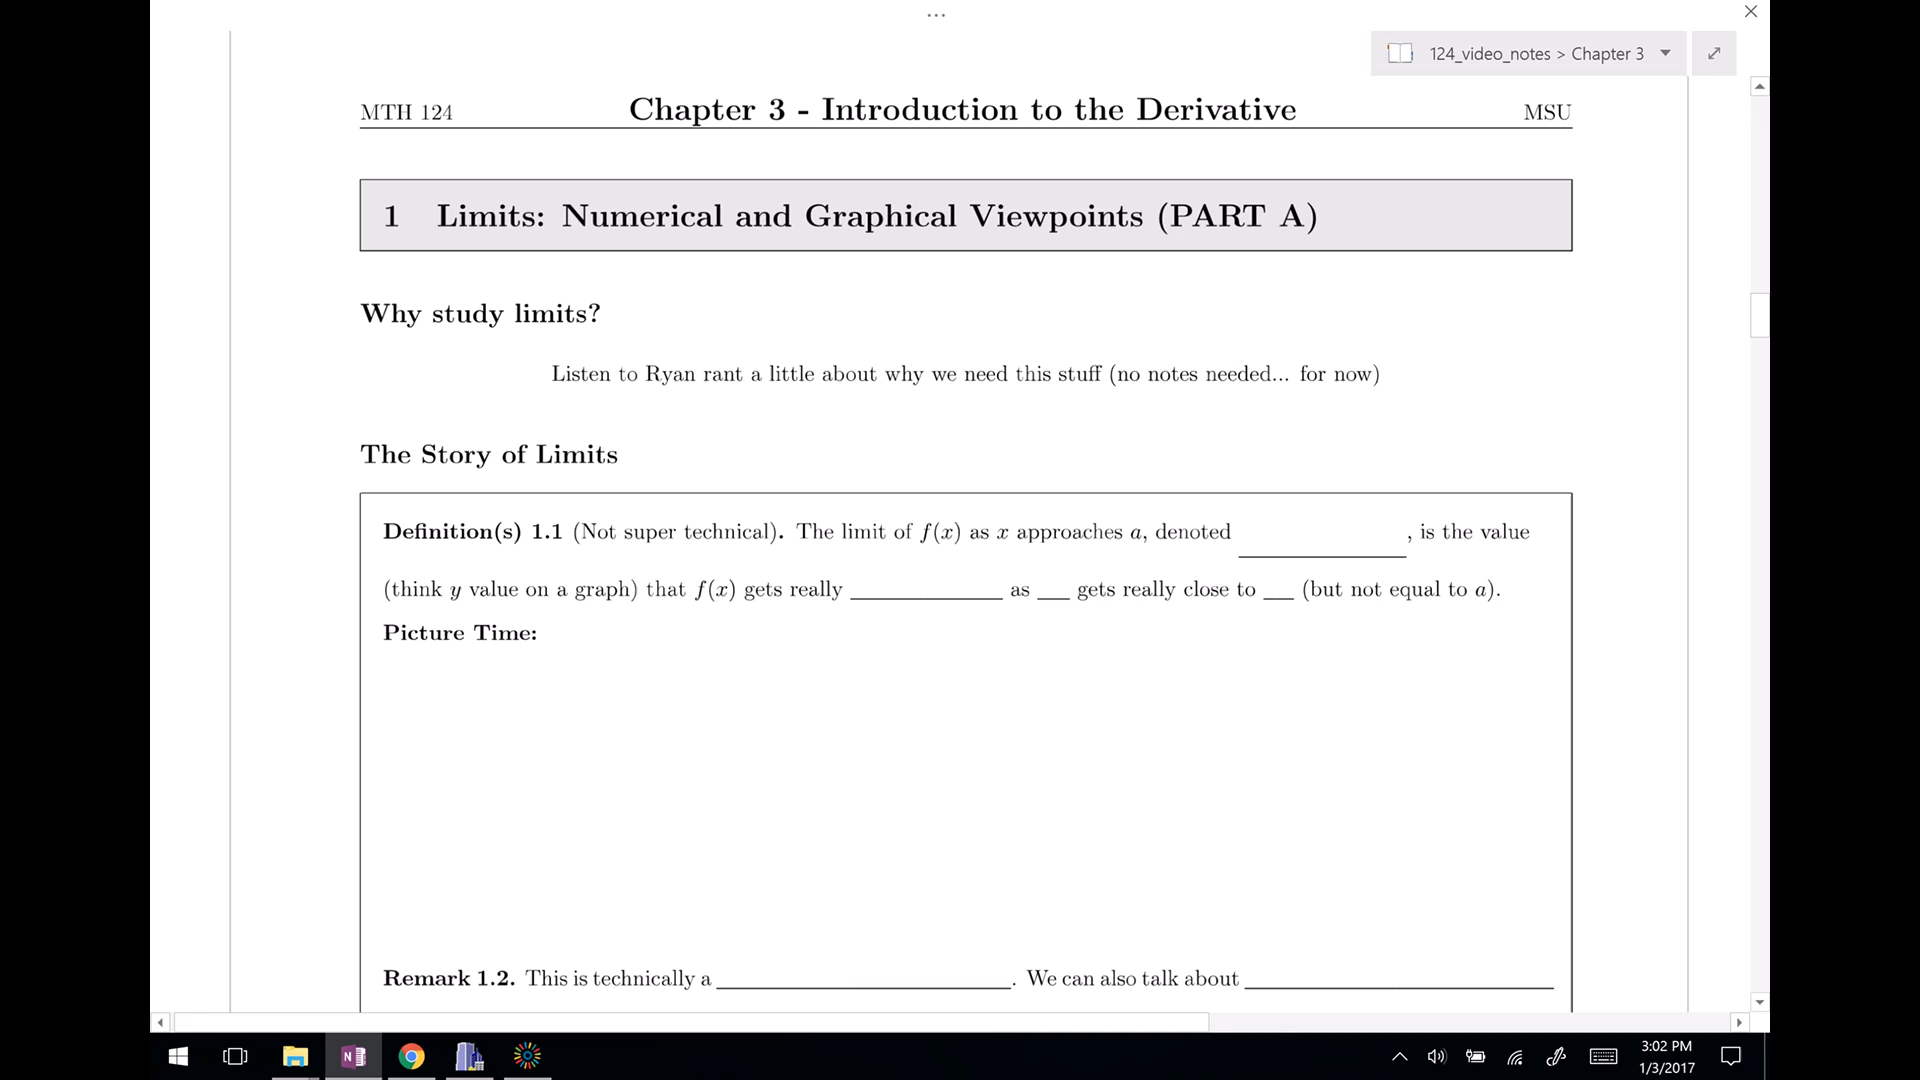 ...
124_video_notes > Chapter 3
MTH 124 Chapter 3 - Introduction to the Derivative MSU
1 Limits: Numerical and Graphical Viewpoints (PART A)
Why study limits?
Listen to Ryan rant a little about why we need this stuff (no notes needed... for now)
The Story of Limits
Definition(s) 1.1 (Not super technical). The limit of f(x) as x approaches a, denoted ____________, is the value
(think y value on a graph) that f(x) gets really ____________ as ___ gets really close to ___ (but not equal to a).
Picture Time:
Remark 1.2. This is technically a ____________________. We can also talk about ____________________
N
3:02 PM
1/3/2017